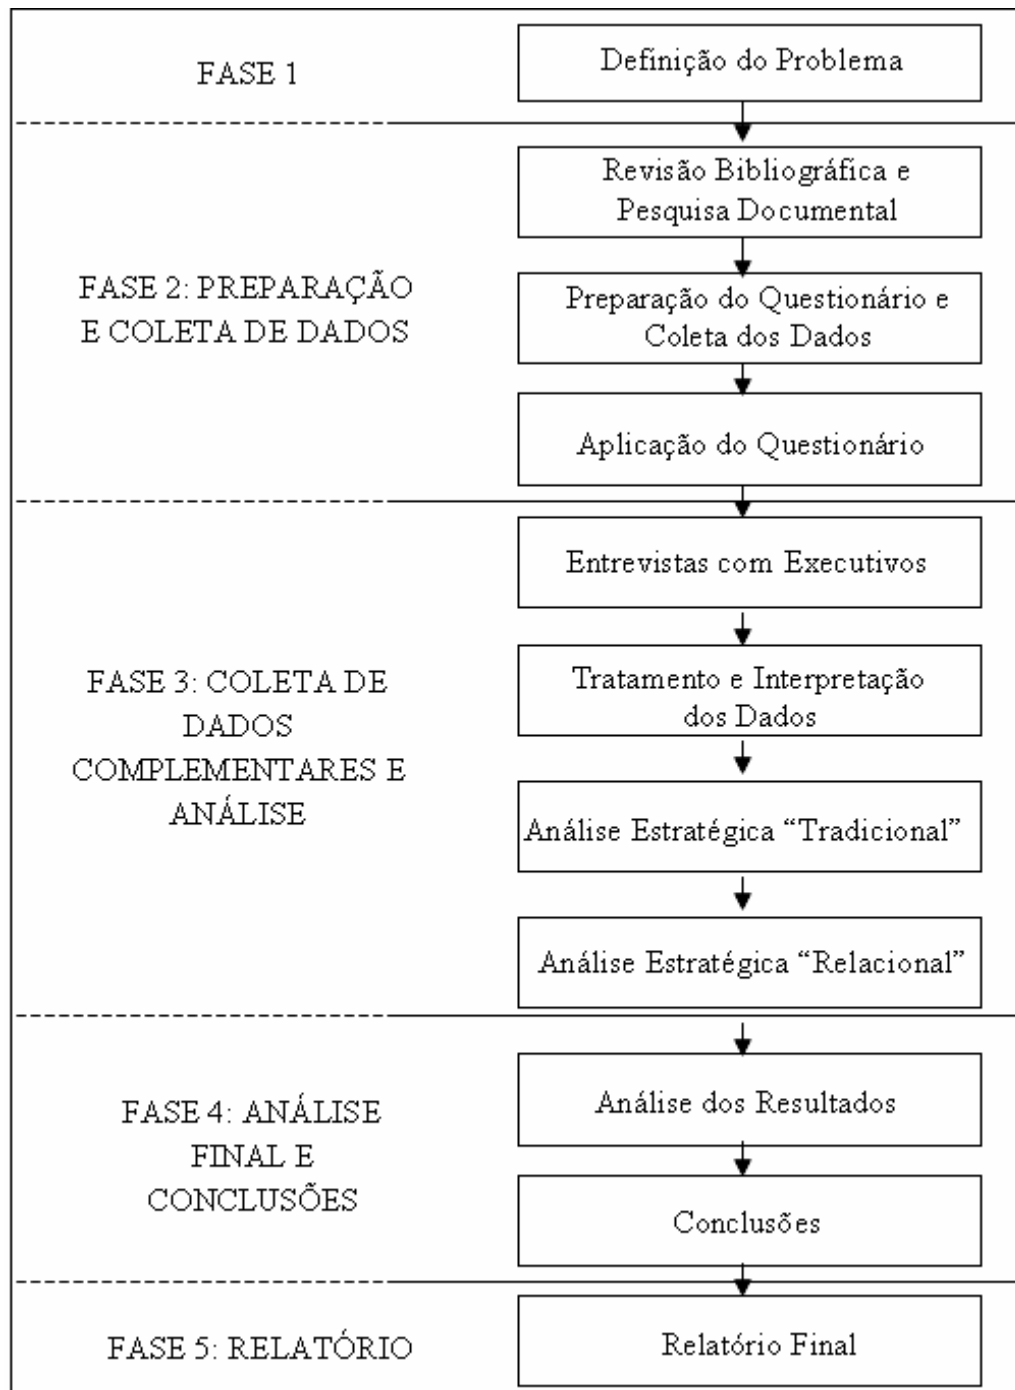 FASE 1
Definição do Problema
FASE 2: PREPARAÇÃO
E COLETA DE DADOS
Revisão Bibliográfica e
Pesquisa Documental
Preparação do Questionário e
Coleta dos Dados
Aplicação do Questionário
FASE 3: COLETA DE
DADOS
COMPLEMENTARES E
ANÁLISE
Entrevistas com Executivos
Tratamento e Interpretação
dos Dados
Análise Estratégica “Tradicional”
Análise Estratégica “Relacional”
FASE 4: ANÁLISE
FINAL E
CONCLUSÕES
Análise dos Resultados
Conclusões
FASE 5: RELATÓRIO
Relatório Final